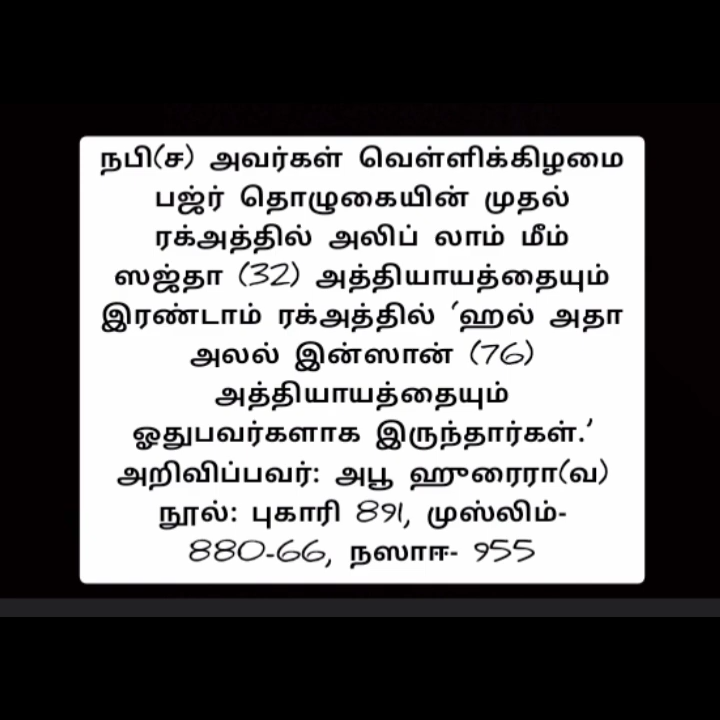 நபி(ச) அவர்கள் வெள்ளிக்கிழமை
பஜ்ர் தொழுகையின் முதல்
ரக்அத்தில் அலிப் லாம் மீம்
ஸஜ்தா (32) அத்தியாயத்தையும்
இரண்டாம் ரக்அத்தில் ‘ஹல் அதா
அலல் இன்ஸான் (76)
அத்தியாயத்தையும்
ஓதுபவர்களாக இருந்தார்கள்.’
அறிவிப்பவர்: அபூ ஹுரைரா(வ)
நூல்: புகாரி 891, முஸ்லிம்-
880-66, நஸாஈ- 955